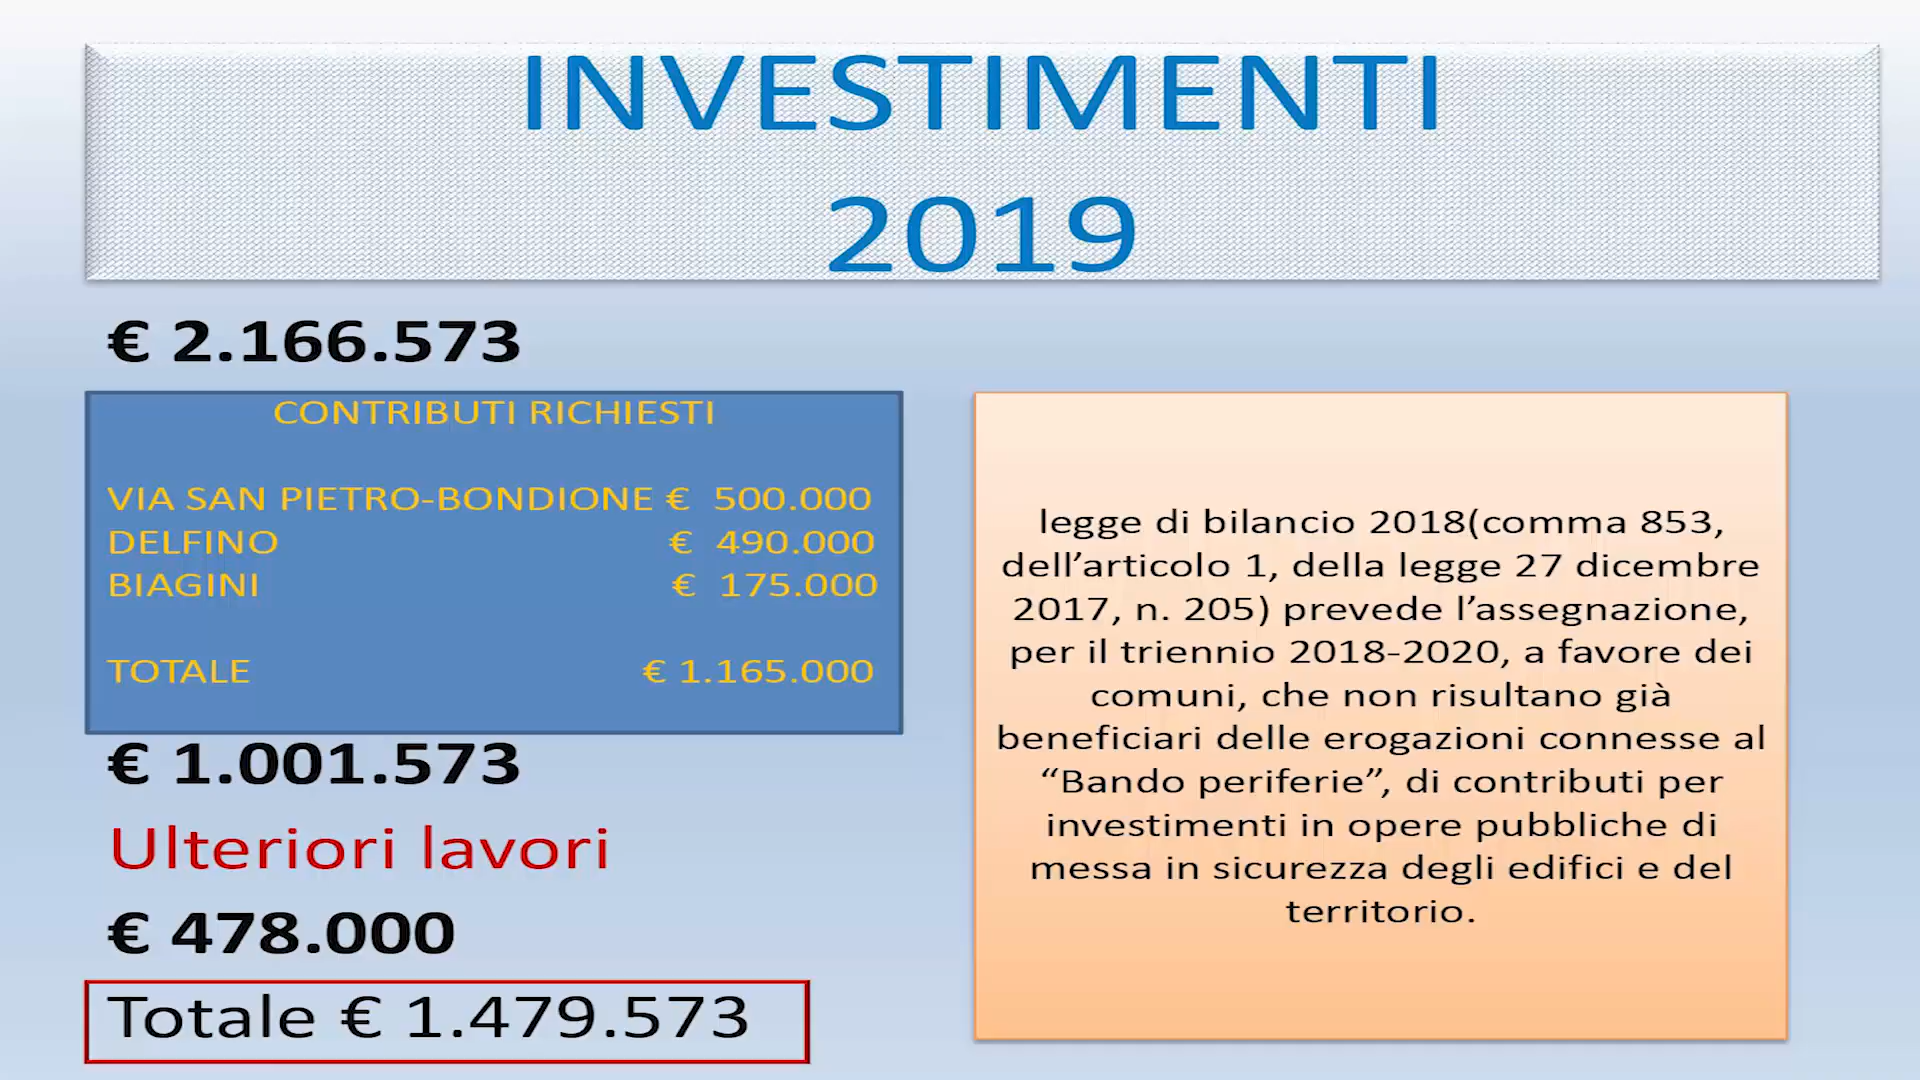 INVESTIMENTI
2019
€ 2.166.573
CONTRIBUTI RICHIESTI
VIA SAN PIETRO-BONDIONE € 500.000
DELFINO € 490.000
BIAGINI € 175.000
TOTALE € 1.165.000
€ 1.001.573
Ulteriori lavori
€ 478.000
Totale € 1.479.573
legge di bilancio 2018(comma 853,
dell’articolo 1, della legge 27 dicembre
2017, n. 205) prevede l’assegnazione,
per il triennio 2018-2020, a favore dei
comuni, che non risultano già
beneficiari delle erogazioni connesse al
“Bando periferie”, di contributi per
investimenti in opere pubbliche di
messa in sicurezza degli edifici e del
territorio.